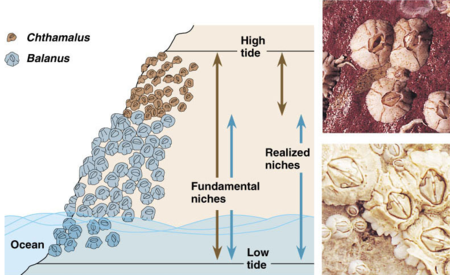 Chthamalus
Balanus
High
tide
Realized
niches
Fundamental
niches
Ocean
Low
tide